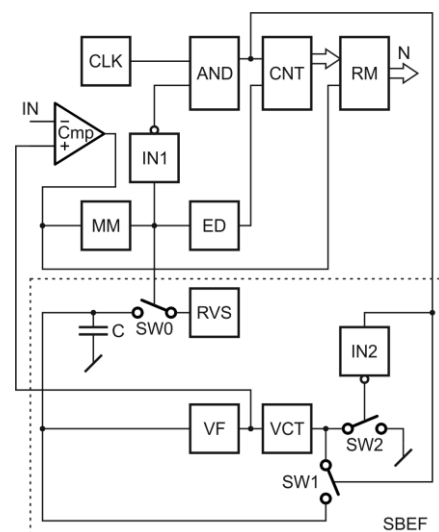 CLK
AND
CNT
RM
N
IN
−
Cmp
+
IN1
MM
ED
C
SW0
RVS
IN2
VF
VCT
SW2
SW1
SBEF